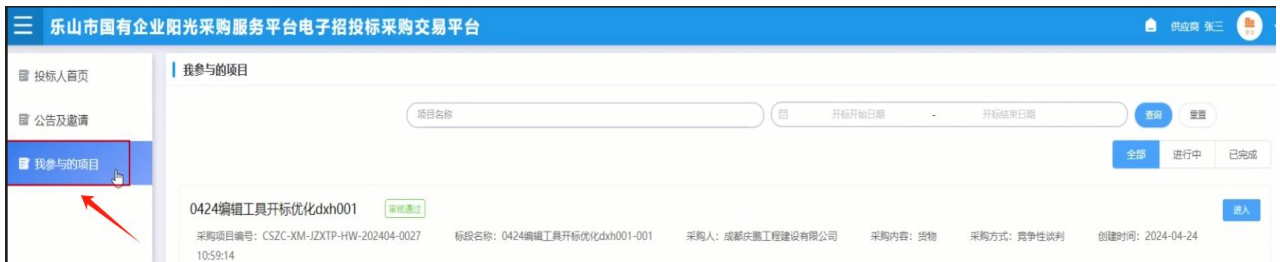 乐山市国有企业阳光采购服务平台电子招投标采购交易平台
供应商 张三
投标人首页
公告及邀请
我参与的项目
我参与的项目
项目名称
开标开始日期 - 开标结束日期
查询 重置
全部 进行中 已完成
0424编辑工具开标优化dxh001 审核通过
进入
采购项目编号：CSZC-XM-JZXTP-HW-202404-0027 标段名称：0424编辑工具开标优化dxh001-001 采购人：成都庆鹏工程建设有限公司 采购内容：货物 采购方式：竞争性谈判 创建时间：2024-04-24
10:59:14